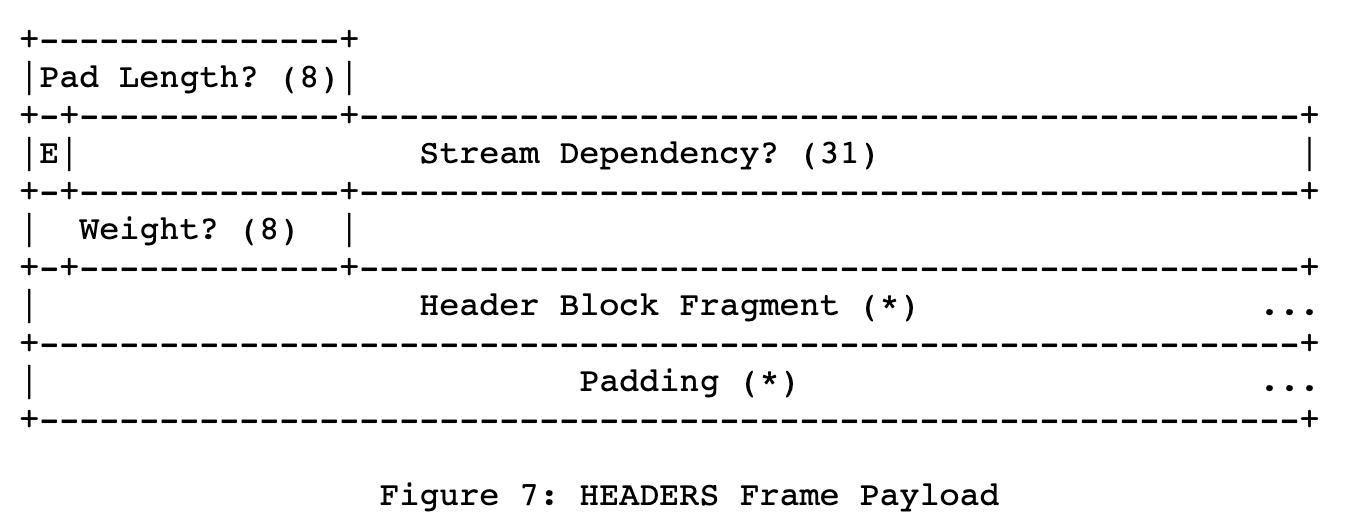 +---------------+
|Pad Length? (8)|
+-+-------------+-----------------------------------------------+
|E|                 Stream Dependency? (31)                     |
+-+-------------+-----------------------------------------------+
|  Weight? (8)  |
+-+-------------+-----------------------------------------------+
|                   Header Block Fragment (*)                 ...
+---------------------------------------------------------------+
|                           Padding (*)                       ...
+---------------------------------------------------------------+
Figure 7: HEADERS Frame Payload